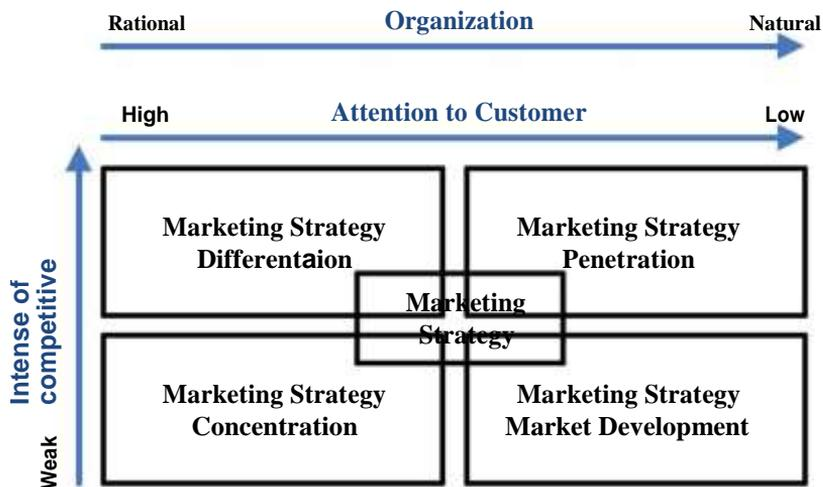 Rational Organization Natural
High Attention to Customer Low
Intense of
competitive
Weak
Marketing Strategy
Differentaion
Marketing Strategy
Penetration
Marketing
Strategy
Marketing Strategy
Concentration
Marketing Strategy
Market Development